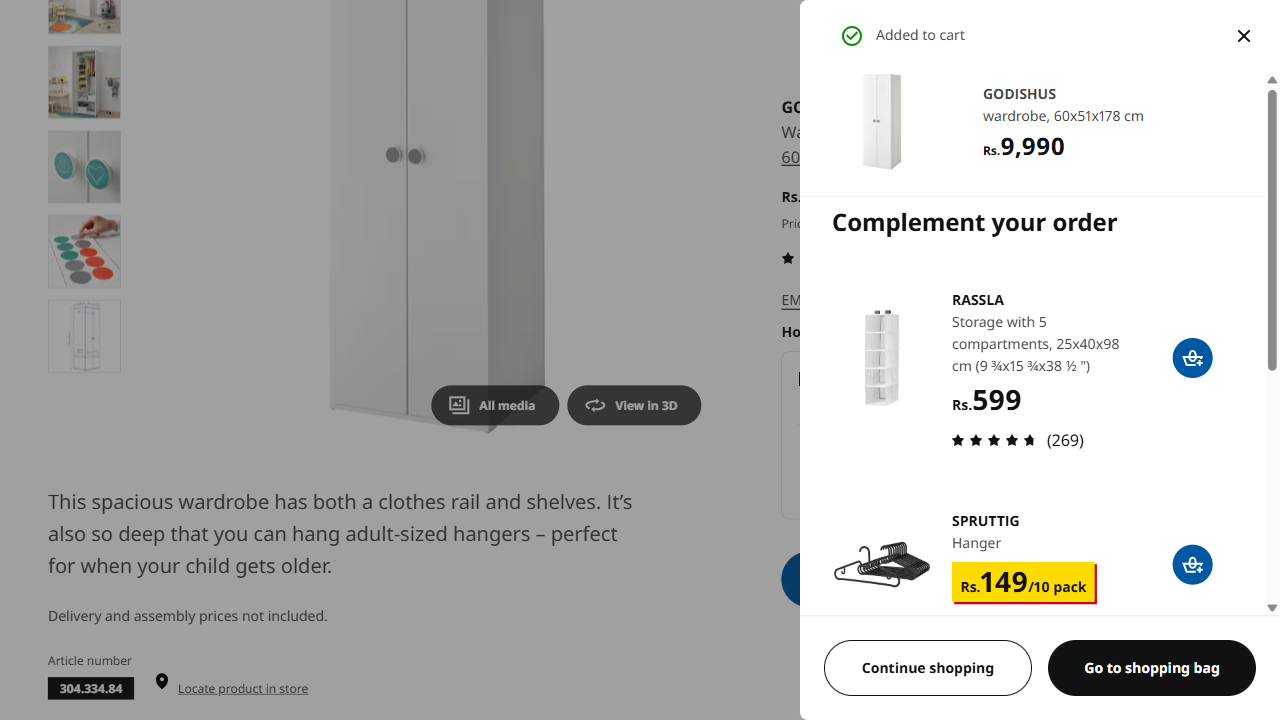 Added to cart
GODISHUS
wardrobe, 60x51x178 cm
Rs.9,990
Complement your order
RASSLA
Storage with 5
compartments, 25x40x98
cm (9 ¾x15 ¾x38 ½ ")
Rs.599
(269)
SPRUTTIG
Hanger
Rs.149/10 pack
Continue shopping
Go to shopping bag
All media
View in 3D
This spacious wardrobe has both a clothes rail and shelves. It's
also so deep that you can hang adult-sized hangers – perfect
for when your child gets older.
Delivery and assembly prices not included.
Article number
304.334.84
Locate product in store
GO
Wa
60
Rs.
Pric
EM
Ho